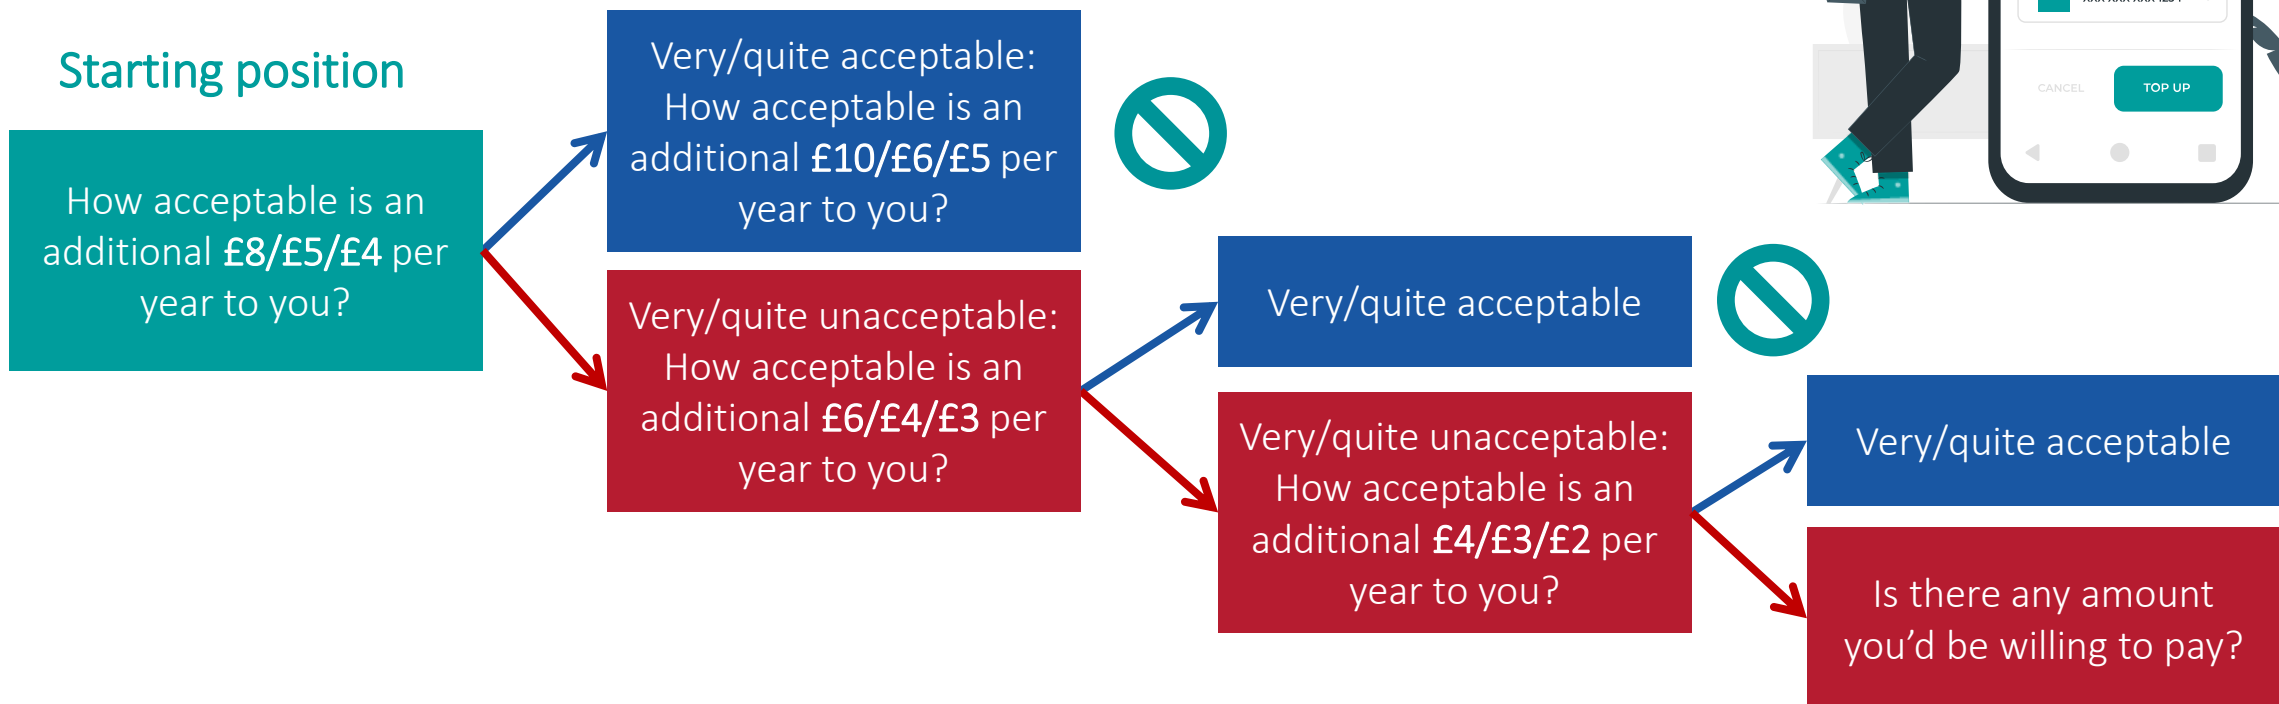 Starting position
How acceptable is an
additional £8/£5/£4 per
year to you?
Very/quite acceptable:
How acceptable is an
additional £10/£6/£5 per
year to you?
Very/quite unacceptable:
How acceptable is an
additional £6/£4/£3 per
year to you?
Very/quite acceptable
Very/quite unacceptable:
How acceptable is an
additional £4/£3/£2 per
year to you?
Very/quite acceptable
Is there any amount
you’d be willing to pay?
CANCEL
TOP UP